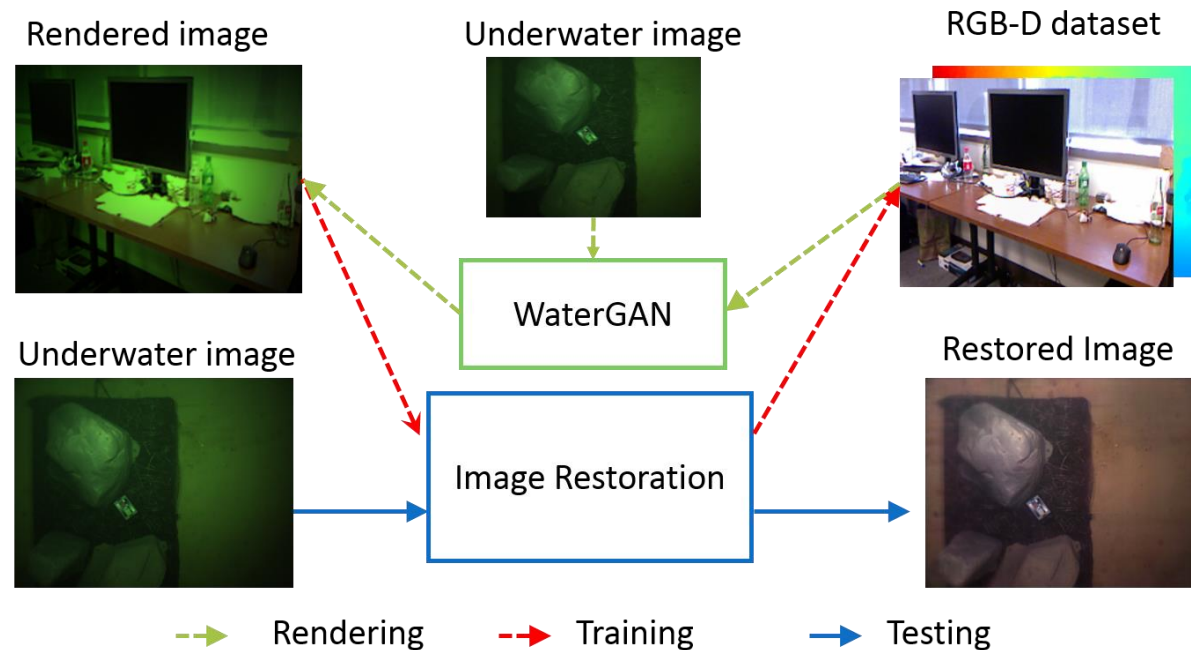 Rendered image
Underwater image
RGB-D dataset
WaterGAN
Underwater image
Restored Image
Image Restoration
Rendering
Training
Testing